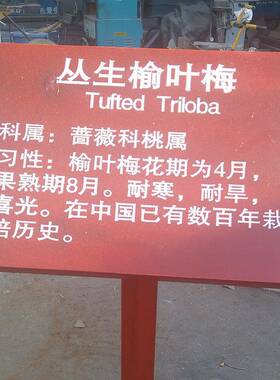 丛生榆叶梅
Tufted Triloba
科属：蔷薇科桃属
习性：榆叶梅花期为4月，
果熟期8月。耐寒，耐旱，
喜光。在中国已有数百年栽
培历史。